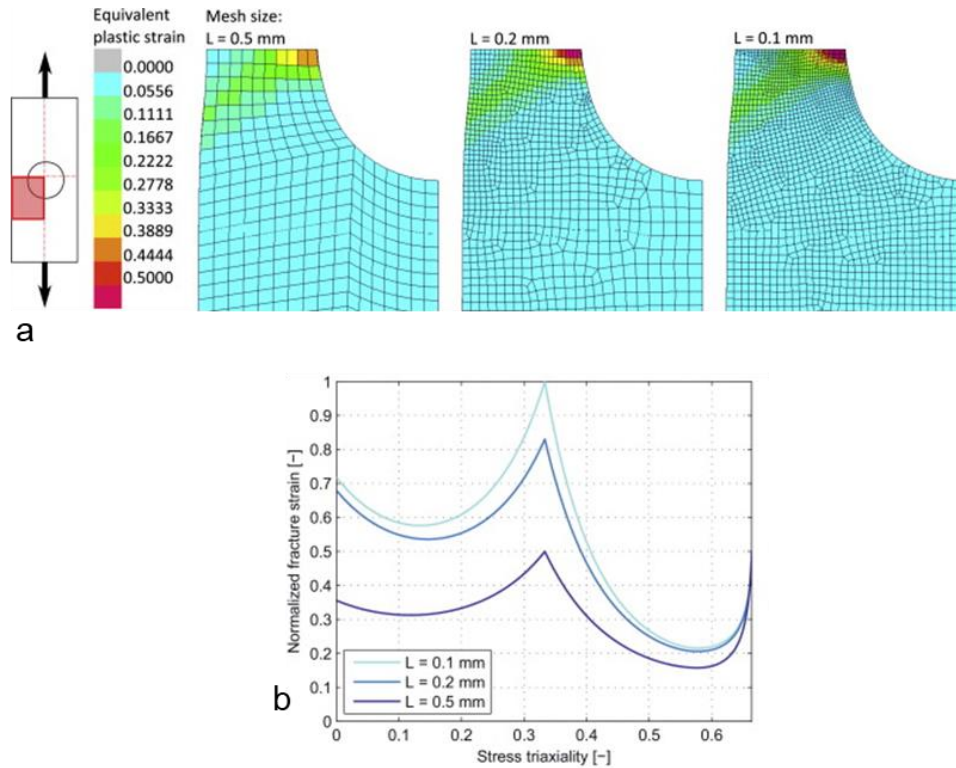 Equivalent
plastic strain
0.0000
0.0556
0.1111
0.1667
0.2222
0.2778
0.3333
0.3889
0.4444
0.5000
Mesh size:
L = 0.5 mm
L = 0.2 mm
L = 0.1 mm
a
Normalized fracture strain [−]
1
0.9
0.8
0.7
0.6
0.5
0.4
0.3
0.2
0.1
0
L = 0.1 mm
L = 0.2 mm
L = 0.5 mm
0 0.1 0.2 0.3 0.4 0.5 0.6
Stress triaxiality [−]
b